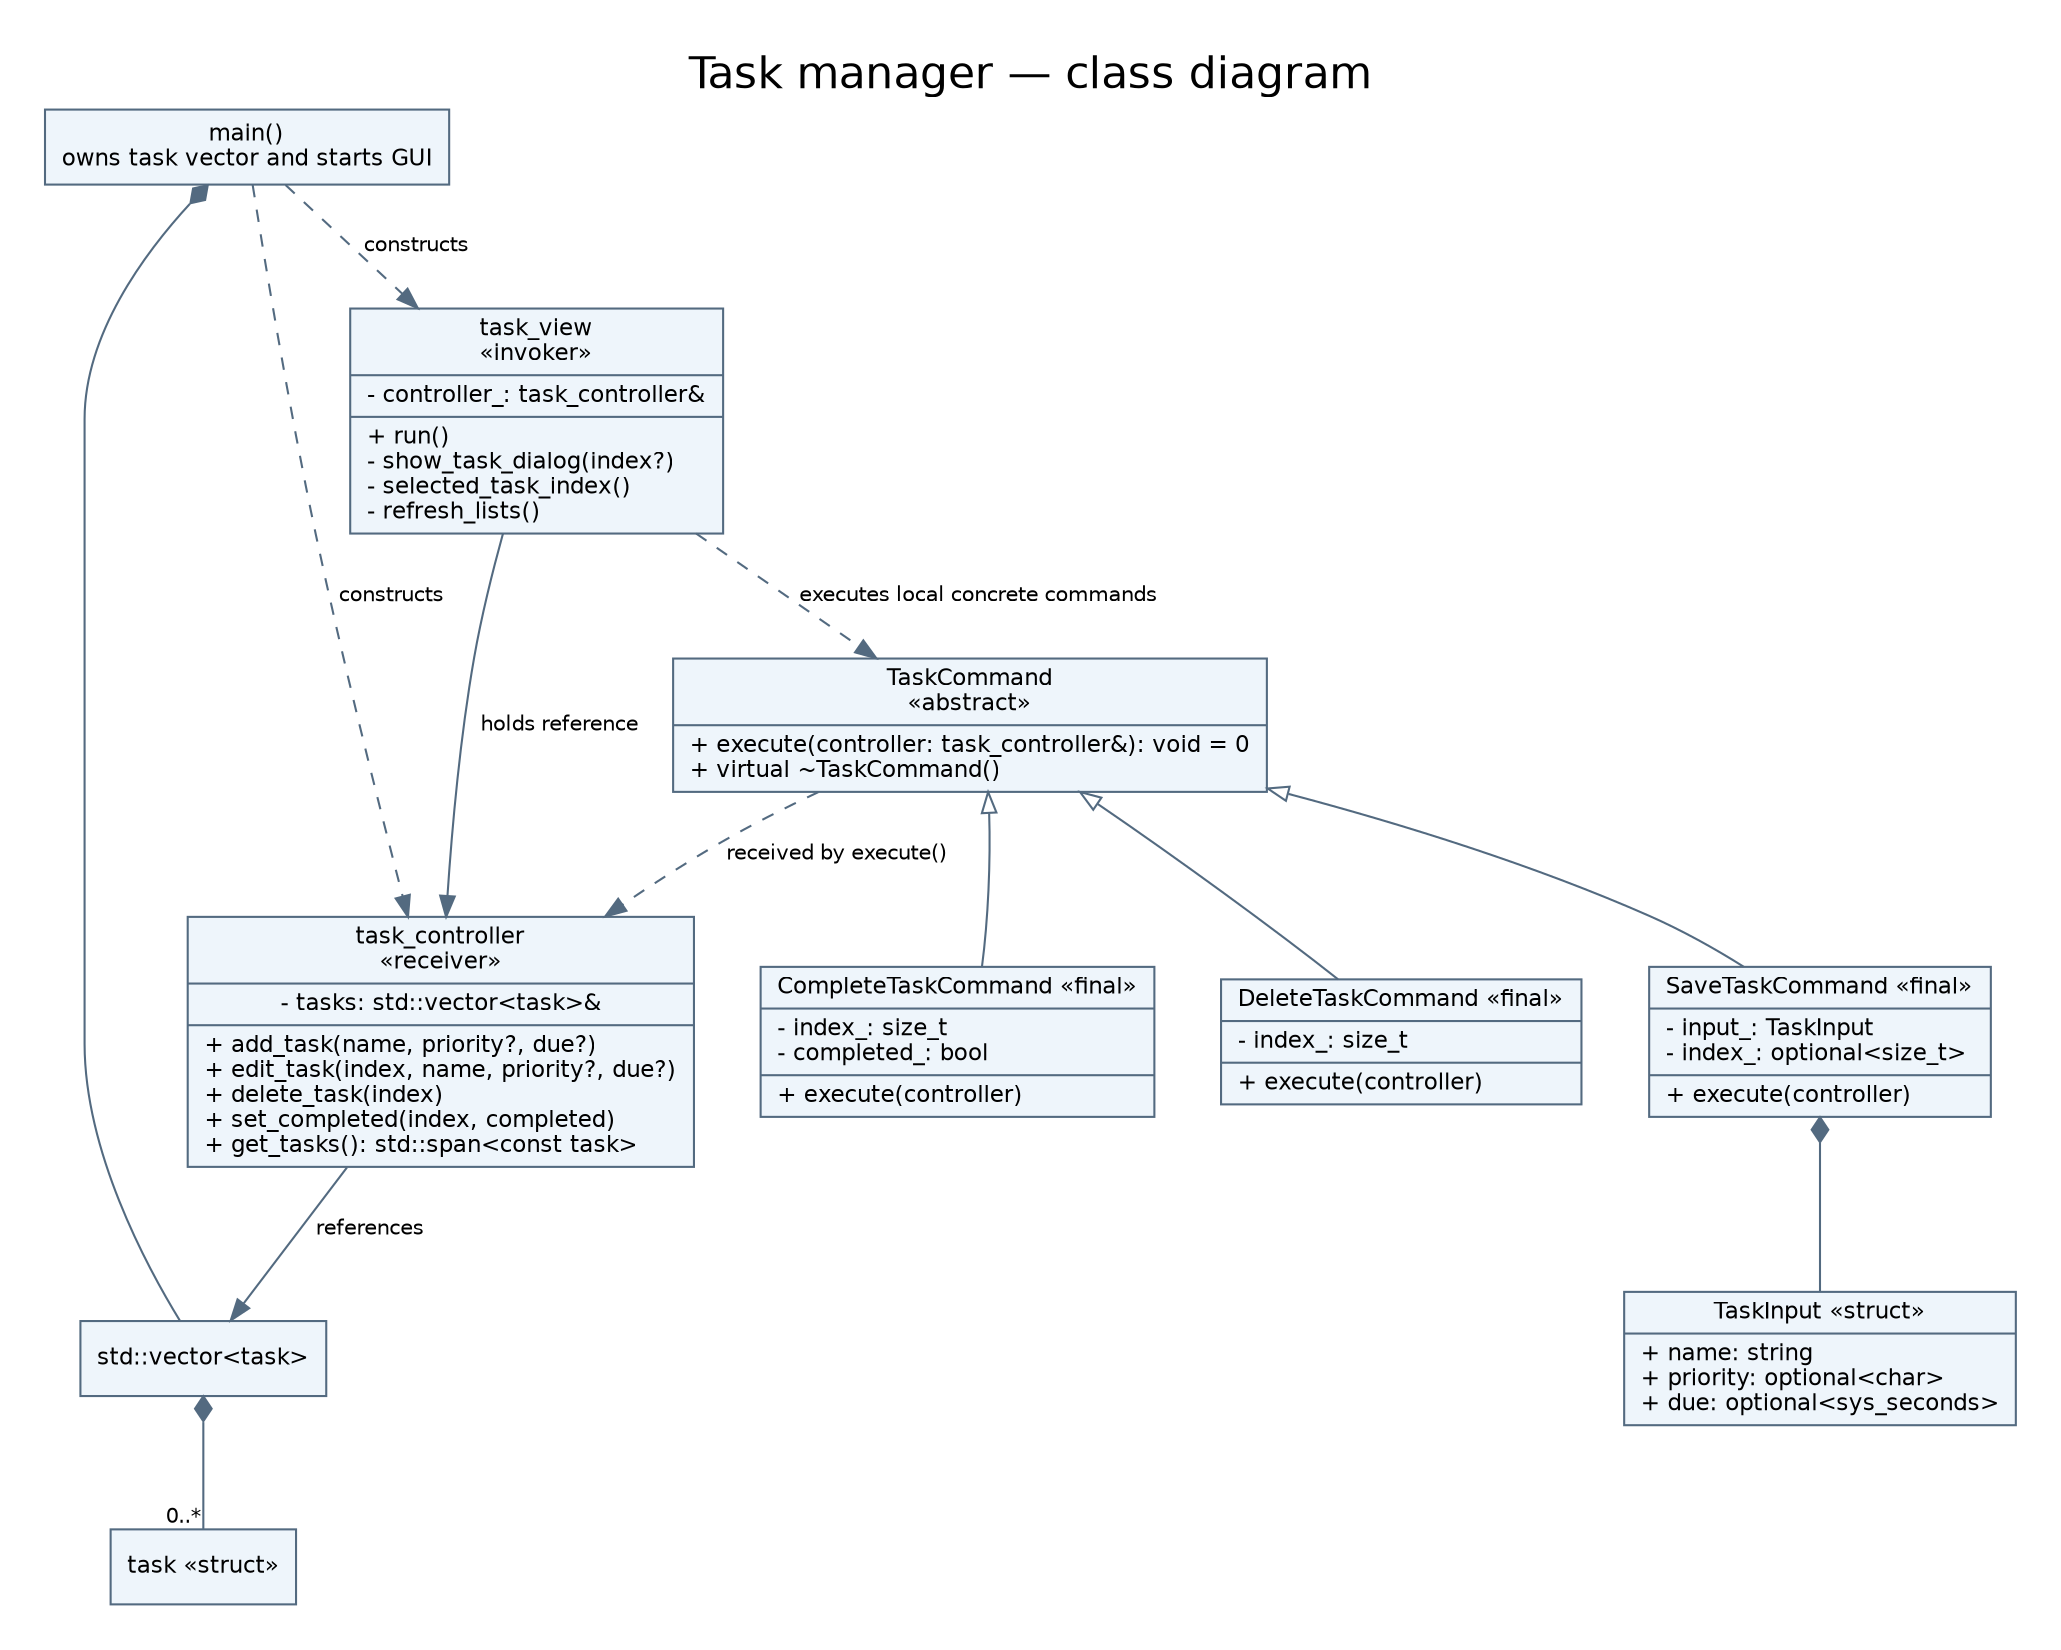 Task manager — class diagram
main()
owns task vector and starts GUI
constructs
task_view
«invoker»
- controller_: task_controller&
+ run()
- show_task_dialog(index?)
- selected_task_index()
- refresh_lists()
constructs
executes local concrete commands
TaskCommand
«abstract»
+ execute(controller: task_controller&): void = 0
+ virtual ~TaskCommand()
holds reference
received by execute()
task_controller
«receiver»
- tasks: std::vector<task>&
+ add_task(name, priority?, due?)
+ edit_task(index, name, priority?, due?)
+ delete_task(index)
+ set_completed(index, completed)
+ get_tasks(): std::span<const task>
CompleteTaskCommand «final»
- index_: size_t
- completed_: bool
+ execute(controller)
DeleteTaskCommand «final»
- index_: size_t
+ execute(controller)
SaveTaskCommand «final»
- input_: TaskInput
- index_: optional<size_t>
+ execute(controller)
references
std::vector<task>
TaskInput «struct»
+ name: string
+ priority: optional<char>
+ due: optional<sys_seconds>
0..*
task «struct»